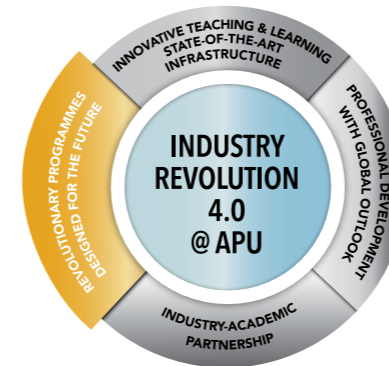 INNOVATIVE TEACHING & LEARNING
STATE-OF-THE-ART
INFRASTRUCTURE
PROFESSIONAL DEVELOPMENT
WITH GLOBAL OUTLOOK
INDUSTRY-ACADEMIC
PARTNERSHIP
REVOLUTIONARY PROGRAMMES
DESIGNED FOR THE FUTURE
INDUSTRY
REVOLUTION
4.0
@ APU